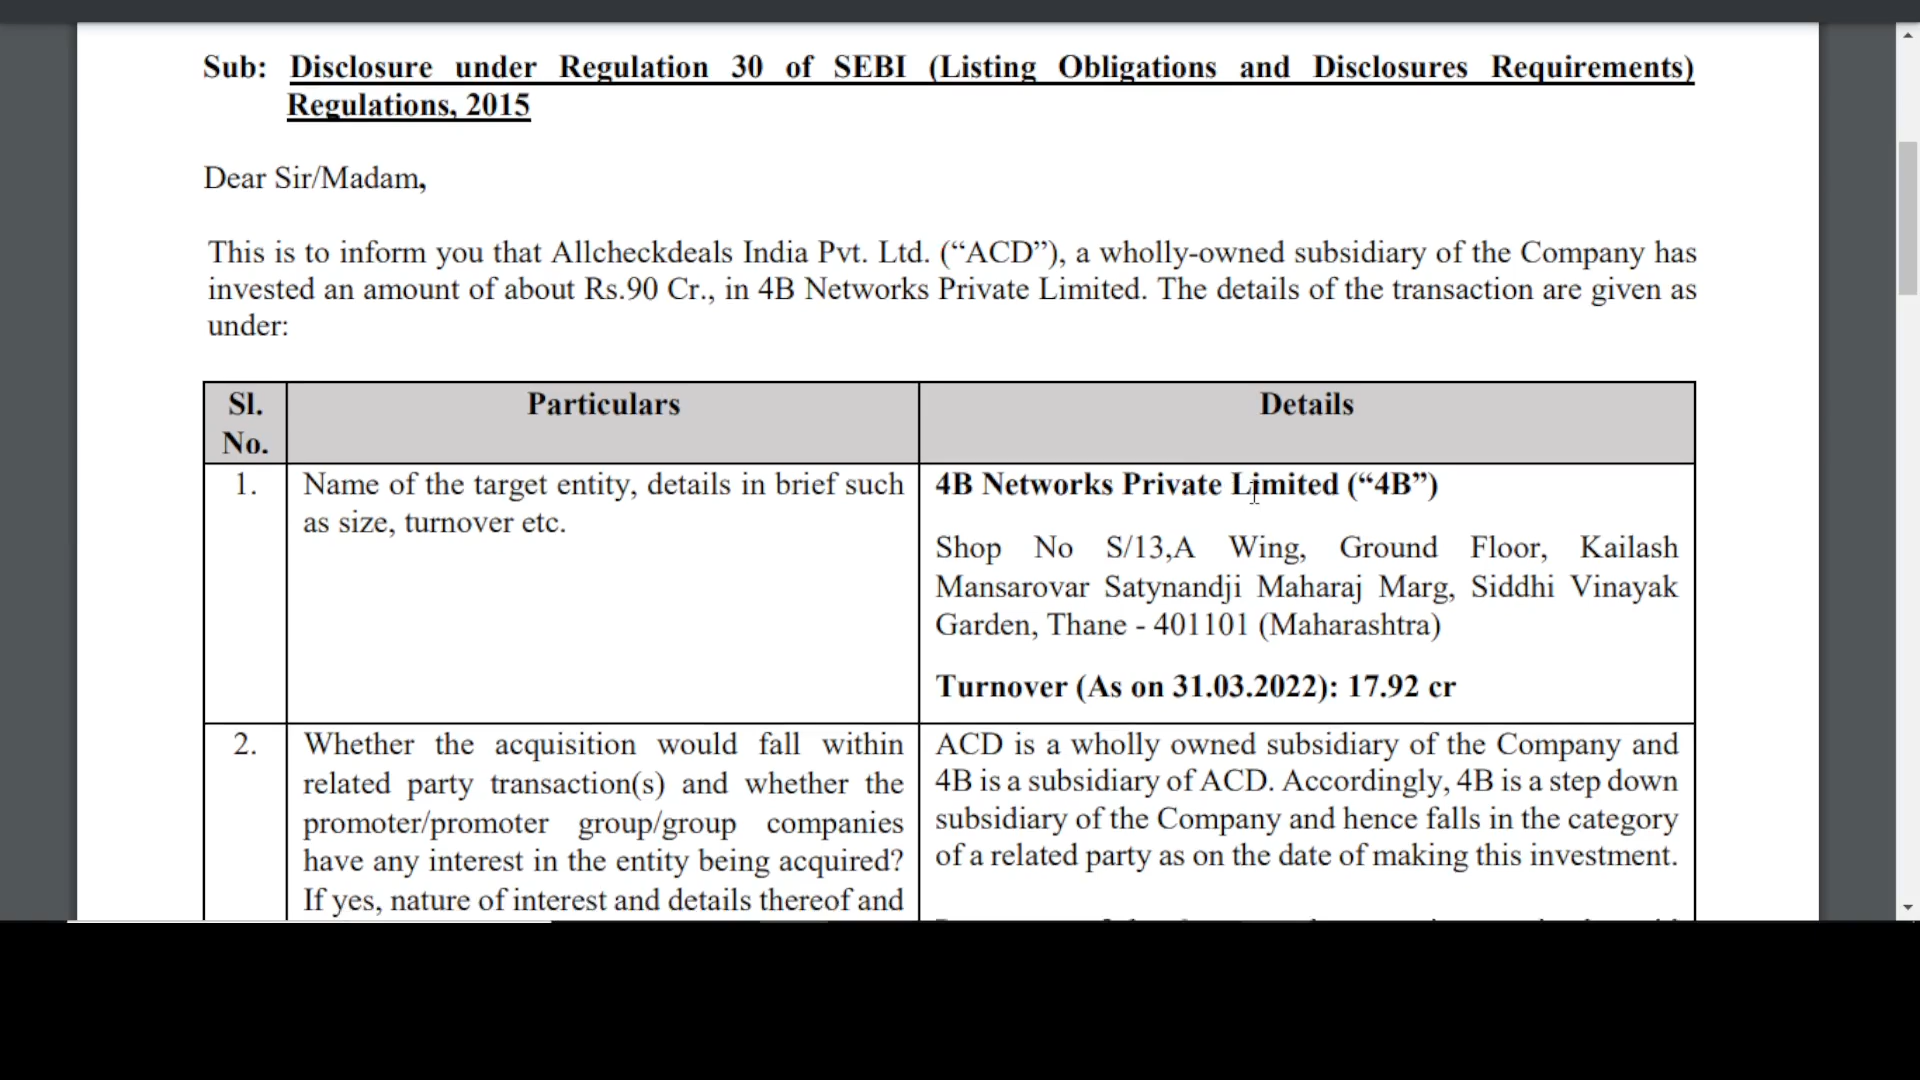 Sub: Disclosure under Regulation 30 of SEBI (Listing Obligations and Disclosures Requirements)
Regulations, 2015
Dear Sir/Madam,
This is to inform you that Allcheckdeals India Pvt. Ltd. (“ACD”), a wholly-owned subsidiary of the Company has
invested an amount of about Rs.90 Cr., in 4B Networks Private Limited. The details of the transaction are given as
under:
Sl.
No.
Particulars
Details
1.
Name of the target entity, details in brief such
as size, turnover etc.
4B Networks Private Limited (“4B”)
Shop No S/13,A Wing, Ground Floor, Kailash
Mansarovar Satynandji Maharaj Marg, Siddhi Vinayak
Garden, Thane - 401101 (Maharashtra)
Turnover (As on 31.03.2022): 17.92 cr
2.
Whether the acquisition would fall within
related party transaction(s) and whether the
promoter/promoter group/group companies
have any interest in the entity being acquired?
If yes, nature of interest and details thereof and
ACD is a wholly owned subsidiary of the Company and
4B is a subsidiary of ACD. Accordingly, 4B is a step down
subsidiary of the Company and hence falls in the category
of a related party as on the date of making this investment.